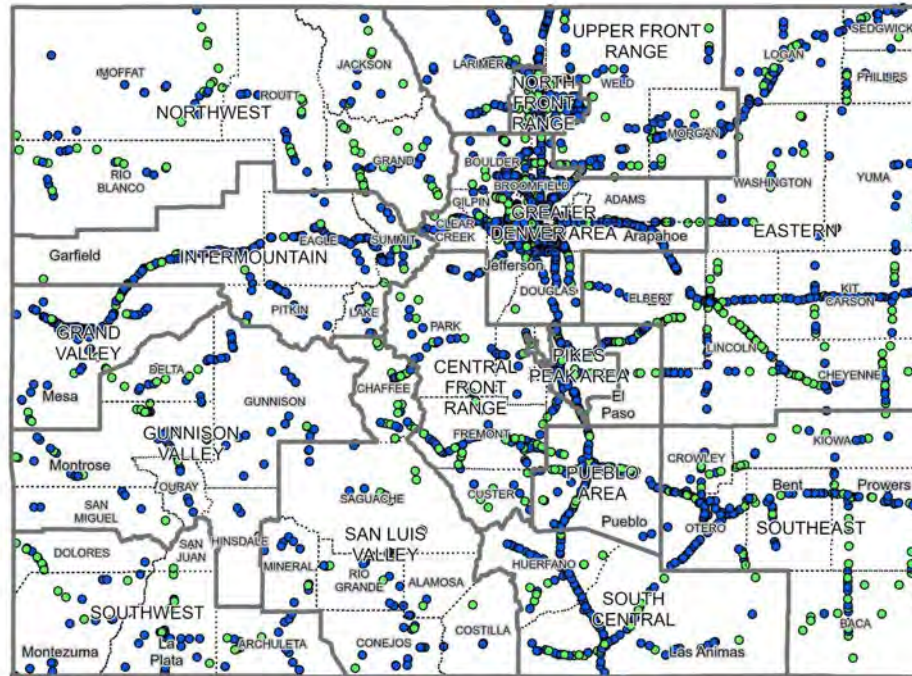 UPPER FRONT
RANGE
SEDGWICK
LOGAN
PHILLIPS
MOFFAT
JACKSON
LARIMER
NORTH
FRONT
RANGE
WELD
ROUTT
NORTHWEST
MORGAN
GRAND
BOULDER
BROOMFIELD
RIO
BLANCO
WASHINGTON
YUMA
GILPIN
ADAMS
CLEAR
CREEK
GREATER
DENVER AREA
Arapahoe
EASTERN
EAGLE
SUMMIT
Garfield
INTERMOUNTAIN
Jefferson
DOUGLAS
ELBERT
KIT
CARSON
PITKIN
LAKE
PARK
GRAND
VALLEY
LINCOLN
DELTA
CENTRAL
FRONT
RANGE
PIKES
PEAK AREA
CHEYENNE
Mesa
CHAFFEE
El
Paso
GUNNISON
GUNNISON
VALLEY
FREMONT
KIOWA
Montrose
CROWLEY
PUEBLO
AREA
OURAY
SAGUACHE
CUSTER
Bent
Prowers
SAN
MIGUEL
Pueblo
OTERO
SOUTHEAST
DOLORES
SAN
JUAN
HINSDALE
SAN LUIS
VALLEY
MINERAL
RIO
GRANDE
HUERFANO
ALAMOSA
SOUTHWEST
SOUTH
CENTRAL
COSTILLA
BACA
Montezuma
La
Plata
ARCHULETA
CONEJOS
Las Animas